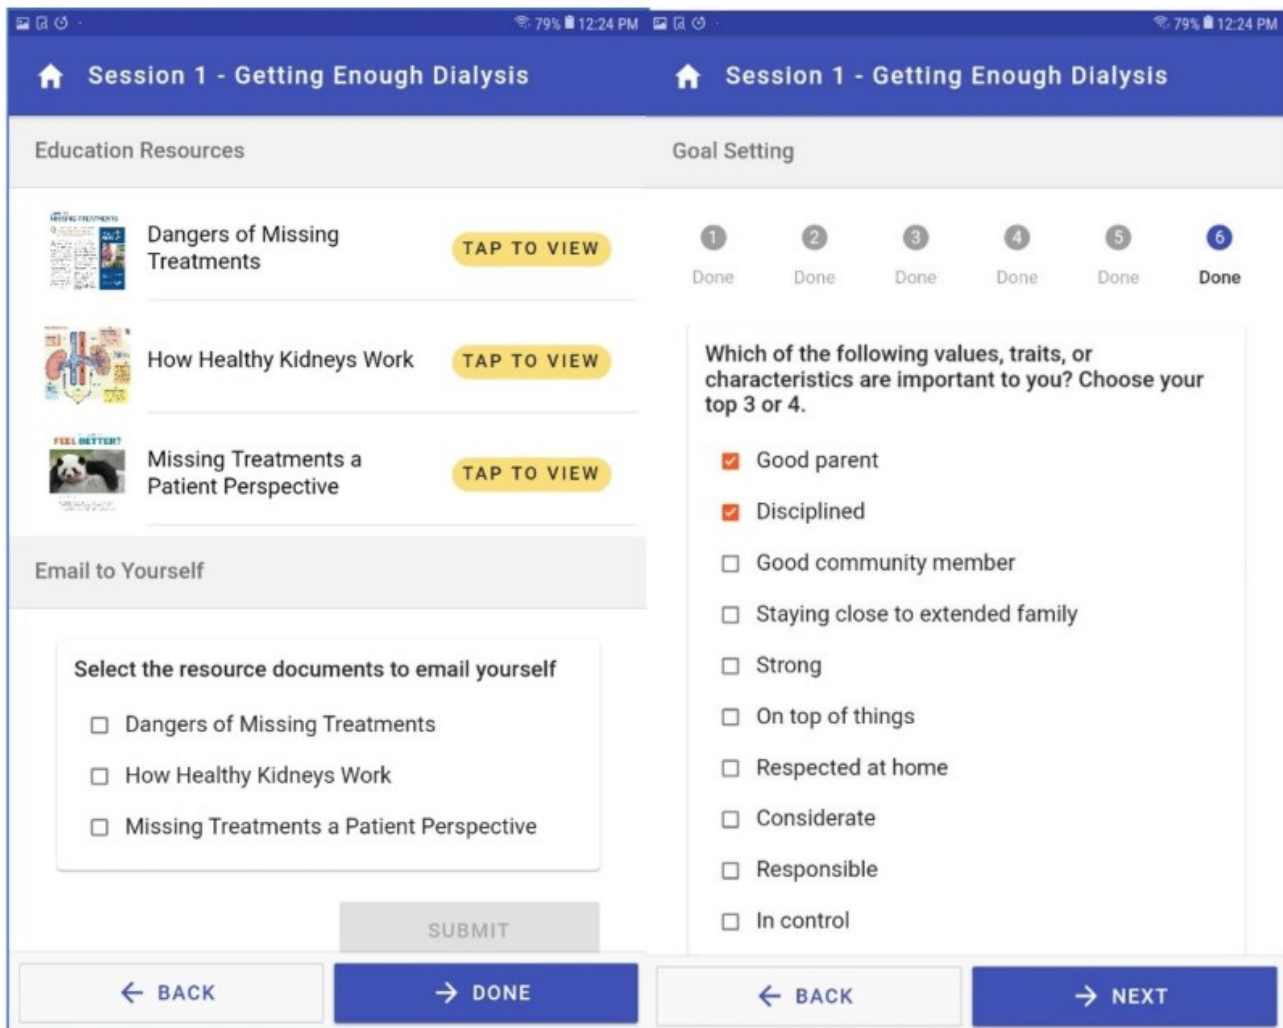 79% 12:24 PM
Session 1 - Getting Enough Dialysis
Education Resources
MISSING TREATMENTS
Dangers of Missing
Treatments
TAP TO VIEW
How Healthy Kidneys Work
TAP TO VIEW
FEEL BETTER?
Missing Treatments a
Patient Perspective
TAP TO VIEW
Email to Yourself
Select the resource documents to email yourself
Dangers of Missing Treatments
How Healthy Kidneys Work
Missing Treatments a Patient Perspective
SUBMIT
BACK
DONE
79% 12:24 PM
Session 1 - Getting Enough Dialysis
Goal Setting
1 2 3 4 5 6
Done Done Done Done Done Done
Which of the following values, traits, or
characteristics are important to you? Choose your
top 3 or 4.
Good parent
Disciplined
Good community member
Staying close to extended family
Strong
On top of things
Respected at home
Considerate
Responsible
In control
BACK
NEXT